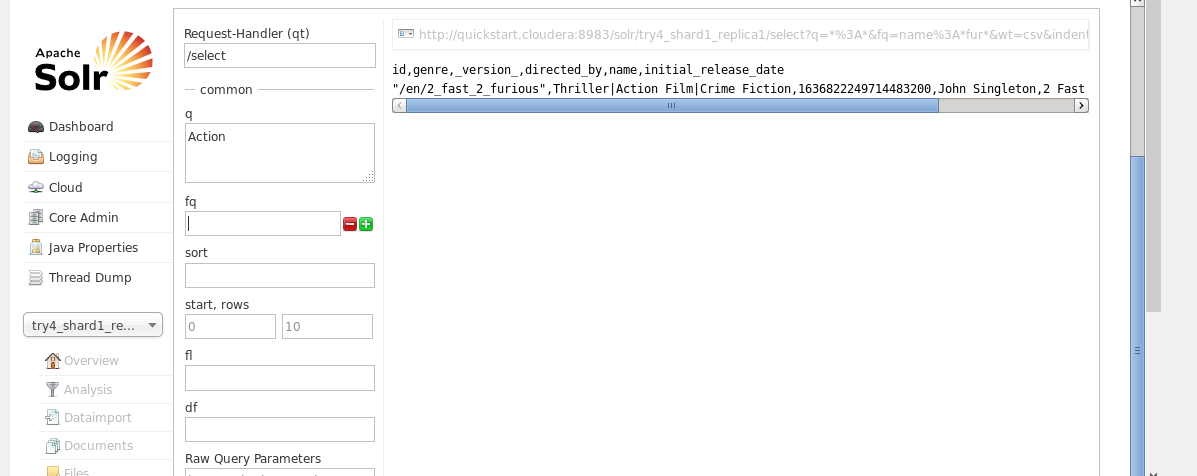 Apache
Solr
Dashboard
Logging
Cloud
Core Admin
Java Properties
Thread Dump
try4_shard1_re...
Overview
Analysis
Dataimport
Documents
Files
Request-Handler (qt)
/select
common
q
Action
fq
sort
start, rows
0
10
fl
df
Raw Query Parameters
http://quickstart.cloudera:8983/solr/try4_shard1_replica1/select?q=*%3A*&fq=name%3A*fur*&wt=csv&indent
id,genre,_version_,directed_by,name,initial_release_date
"/en/2_fast_2_furious",Thriller|Action Film|Crime Fiction,1636822249714483200,John Singleton,2 Fast